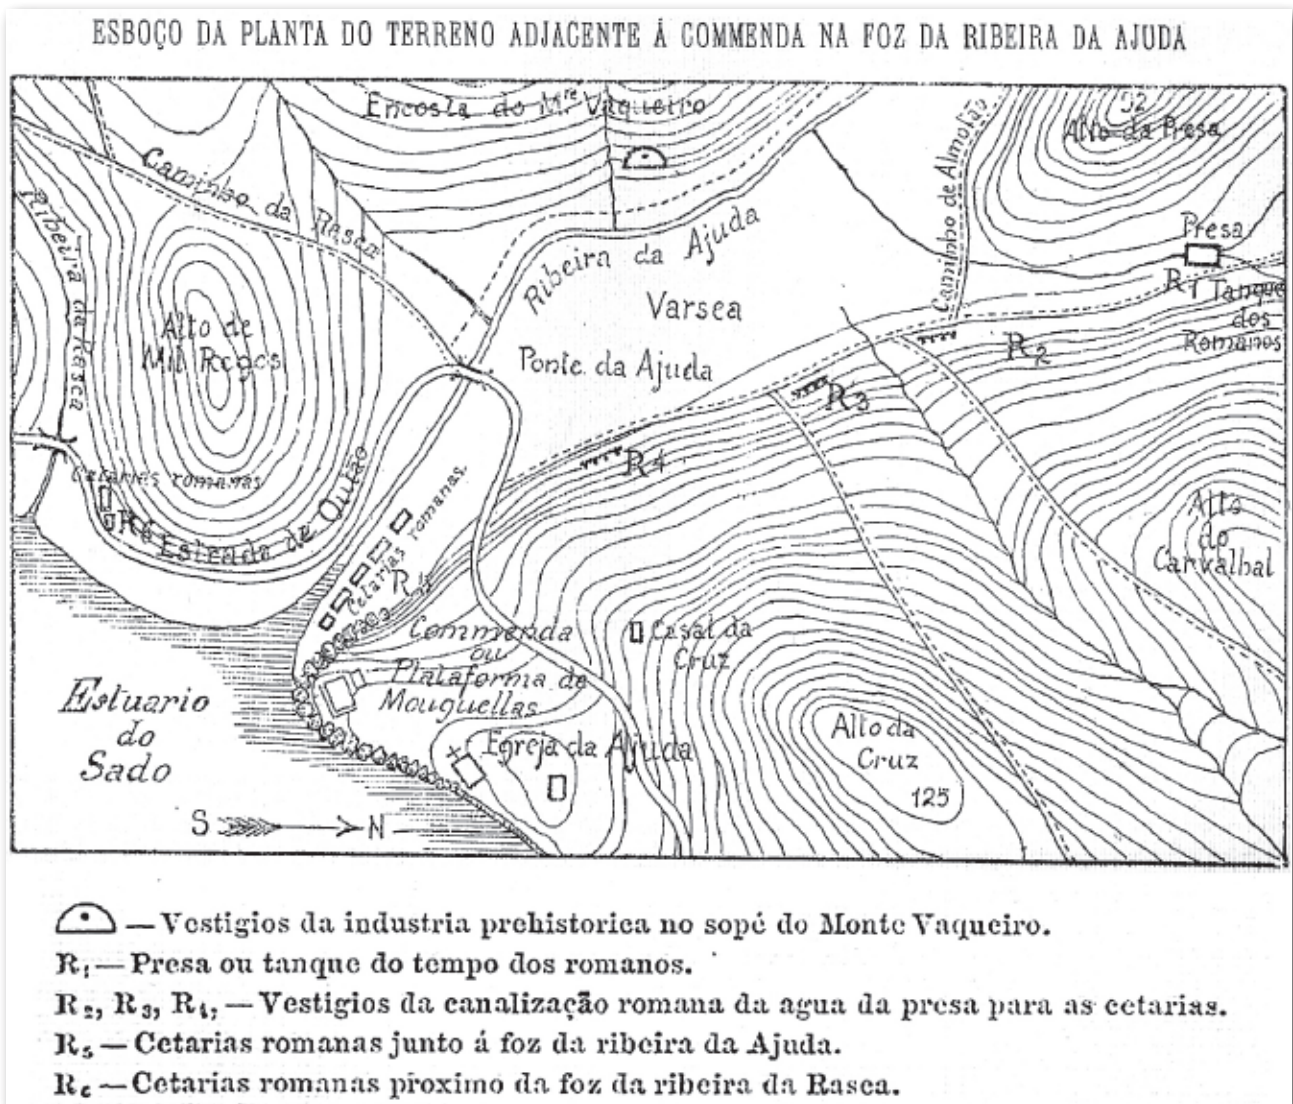 ESBOÇO DA PLANTA DO TERRENO ADJACENTE Á COMMENDA NA FOZ DA RIBEIRA DA AJUDA
Encosta do Mte Vaqueiro
92
Alto da Presa
Caminho da Rasca
Caminho de Almolão
Ribeira da Rasca
Ribeira da Ajuda
Presa
R1 Tanque
dos
Romanos
Varsea
Alto de
Mil Regos
R2
Ponte da Ajuda
R3
R4
Cetarias romanas
R6
Estrada de Outão
Cetarias romanas.
R5
Alto
do
Carvalhal
Commenda
ou
Plataforma de
Mouguellas
Casal da
Cruz
Estuario
do
Sado
Egreja da Ajuda
Alto da
Cruz
125
S N
— Vestigios da industria prehistorica no sopé do Monte Vaqueiro.
R1 — Presa ou tanque do tempo dos romanos.
R2, R3, R4, — Vestigios da canalização romana da agua da presa para as cetarias.
R5 — Cetarias romanas junto á foz da ribeira da Ajuda.
R6 — Cetarias romanas proximo da foz da ribeira da Rasca.